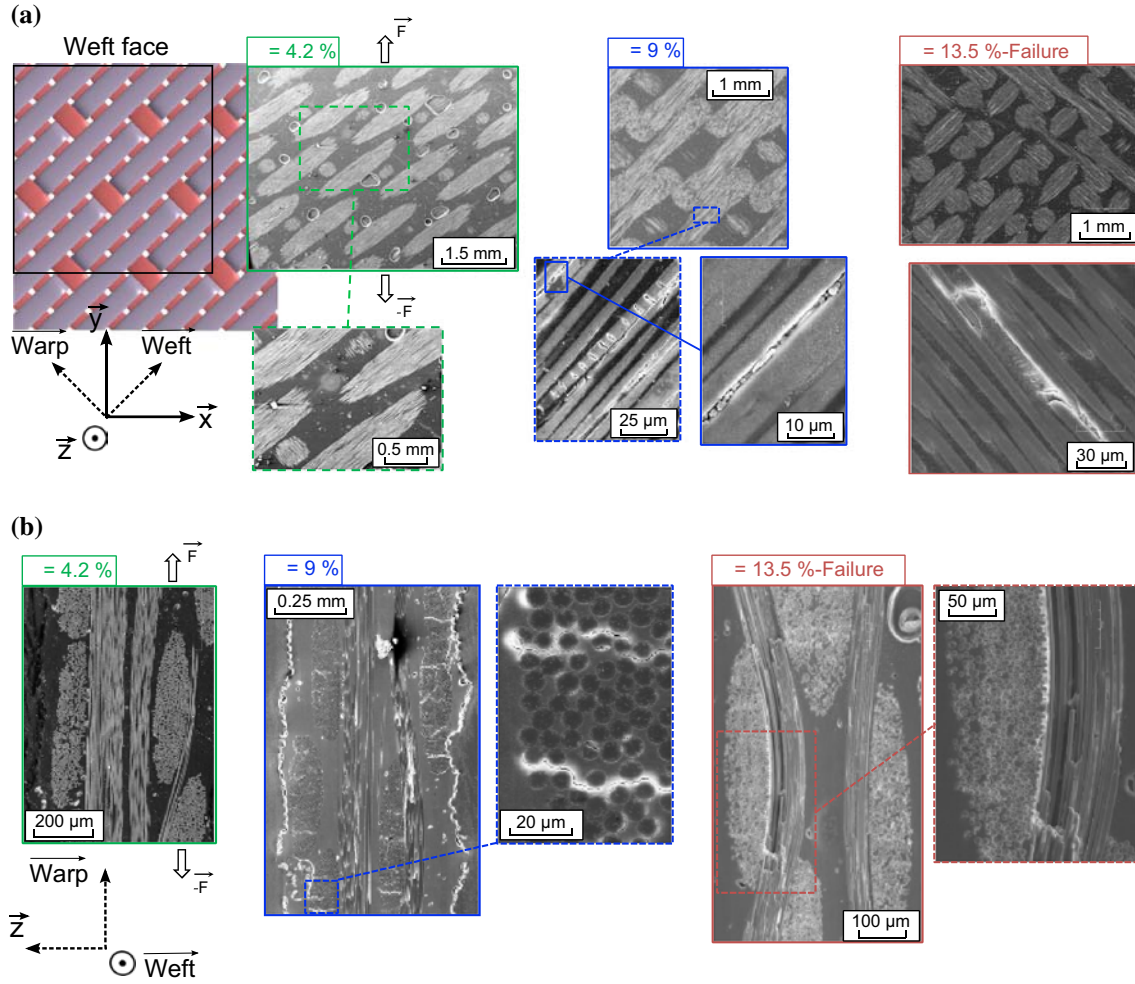 (a)
F
Weft face
= 4.2 %
= 9 %
= 13.5 %-Failure
1 mm
1.5 mm
1 mm
-F
y
Warp
Weft
x
z
0.5 mm
25 µm
10 µm
30 µm
(b)
F
= 4.2 %
= 9 %
= 13.5 %-Failure
0.25 mm
50 µm
200 µm
20 µm
100 µm
Warp
-F
z
Weft